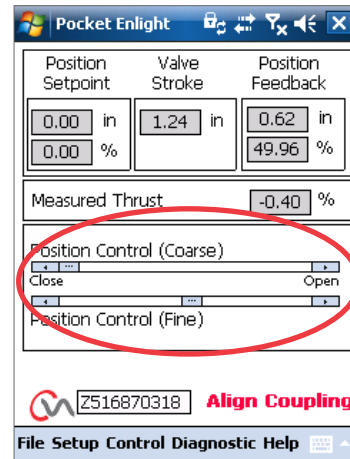 Pocket Enlight
Position Setpoint
Valve Stroke
Position Feedback
0.00 in
1.24 in
0.62 in
0.00 %
49.96 %
Measured Thrust -0.40 %
Position Control (Coarse)
Close Open
Position Control (Fine)
Z516870318 Align Coupling
File Setup Control Diagnostic Help